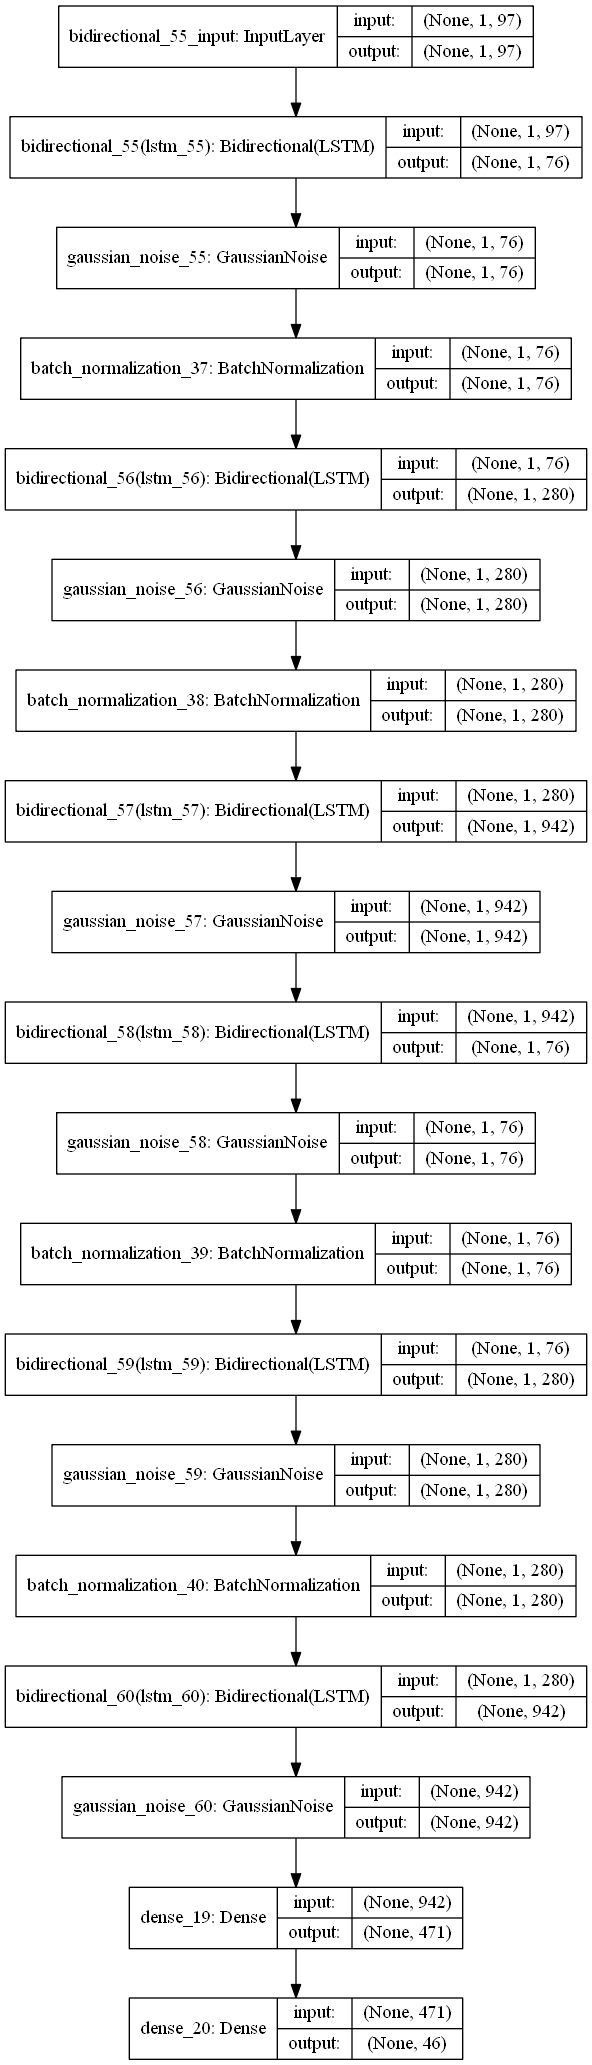 bidirectional_55_input: InputLayer
input: (None, 1, 97)
output: (None, 1, 97)
bidirectional_55(lstm_55): Bidirectional(LSTM)
input: (None, 1, 97)
output: (None, 1, 76)
gaussian_noise_55: GaussianNoise
input: (None, 1, 76)
output: (None, 1, 76)
batch_normalization_37: BatchNormalization
input: (None, 1, 76)
output: (None, 1, 76)
bidirectional_56(lstm_56): Bidirectional(LSTM)
input: (None, 1, 76)
output: (None, 1, 280)
gaussian_noise_56: GaussianNoise
input: (None, 1, 280)
output: (None, 1, 280)
batch_normalization_38: BatchNormalization
input: (None, 1, 280)
output: (None, 1, 280)
bidirectional_57(lstm_57): Bidirectional(LSTM)
input: (None, 1, 280)
output: (None, 1, 942)
gaussian_noise_57: GaussianNoise
input: (None, 1, 942)
output: (None, 1, 942)
bidirectional_58(lstm_58): Bidirectional(LSTM)
input: (None, 1, 942)
output: (None, 1, 76)
gaussian_noise_58: GaussianNoise
input: (None, 1, 76)
output: (None, 1, 76)
batch_normalization_39: BatchNormalization
input: (None, 1, 76)
output: (None, 1, 76)
bidirectional_59(lstm_59): Bidirectional(LSTM)
input: (None, 1, 76)
output: (None, 1, 280)
gaussian_noise_59: GaussianNoise
input: (None, 1, 280)
output: (None, 1, 280)
batch_normalization_40: BatchNormalization
input: (None, 1, 280)
output: (None, 1, 280)
bidirectional_60(lstm_60): Bidirectional(LSTM)
input: (None, 1, 280)
output: (None, 942)
gaussian_noise_60: GaussianNoise
input: (None, 942)
output: (None, 942)
dense_19: Dense
input: (None, 942)
output: (None, 471)
dense_20: Dense
input: (None, 471)
output: (None, 46)